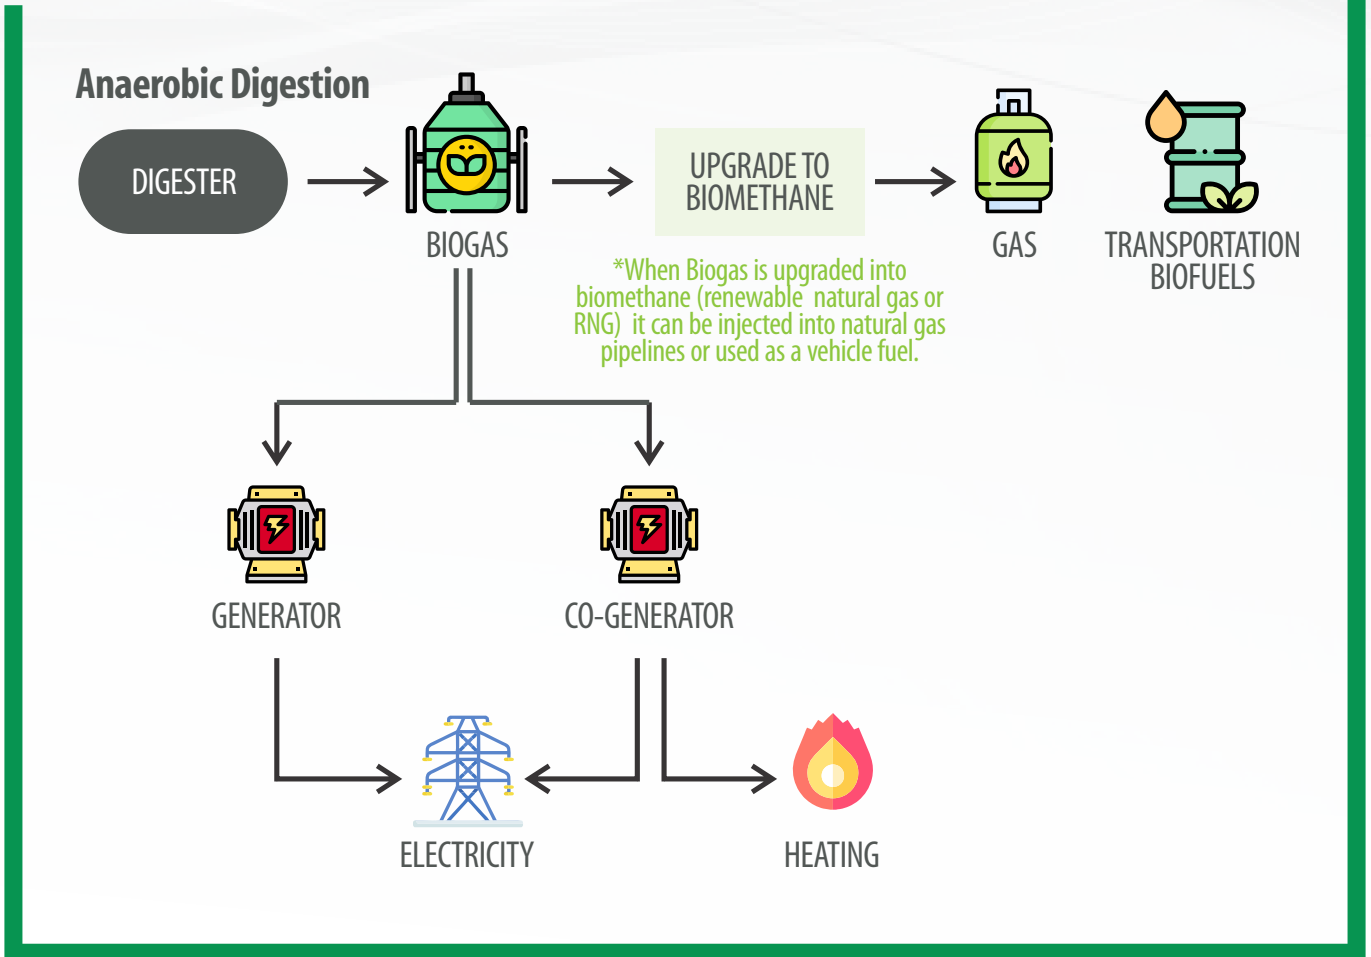 Anaerobic Digestion
DIGESTER
BIOGAS
UPGRADE TO
BIOMETHANE
GAS
TRANSPORTATION
BIOFUELS
*When Biogas is upgraded into
biomethane (renewable natural gas or
RNG) it can be injected into natural gas
pipelines or used as a vehicle fuel.
GENERATOR
CO-GENERATOR
ELECTRICITY
HEATING